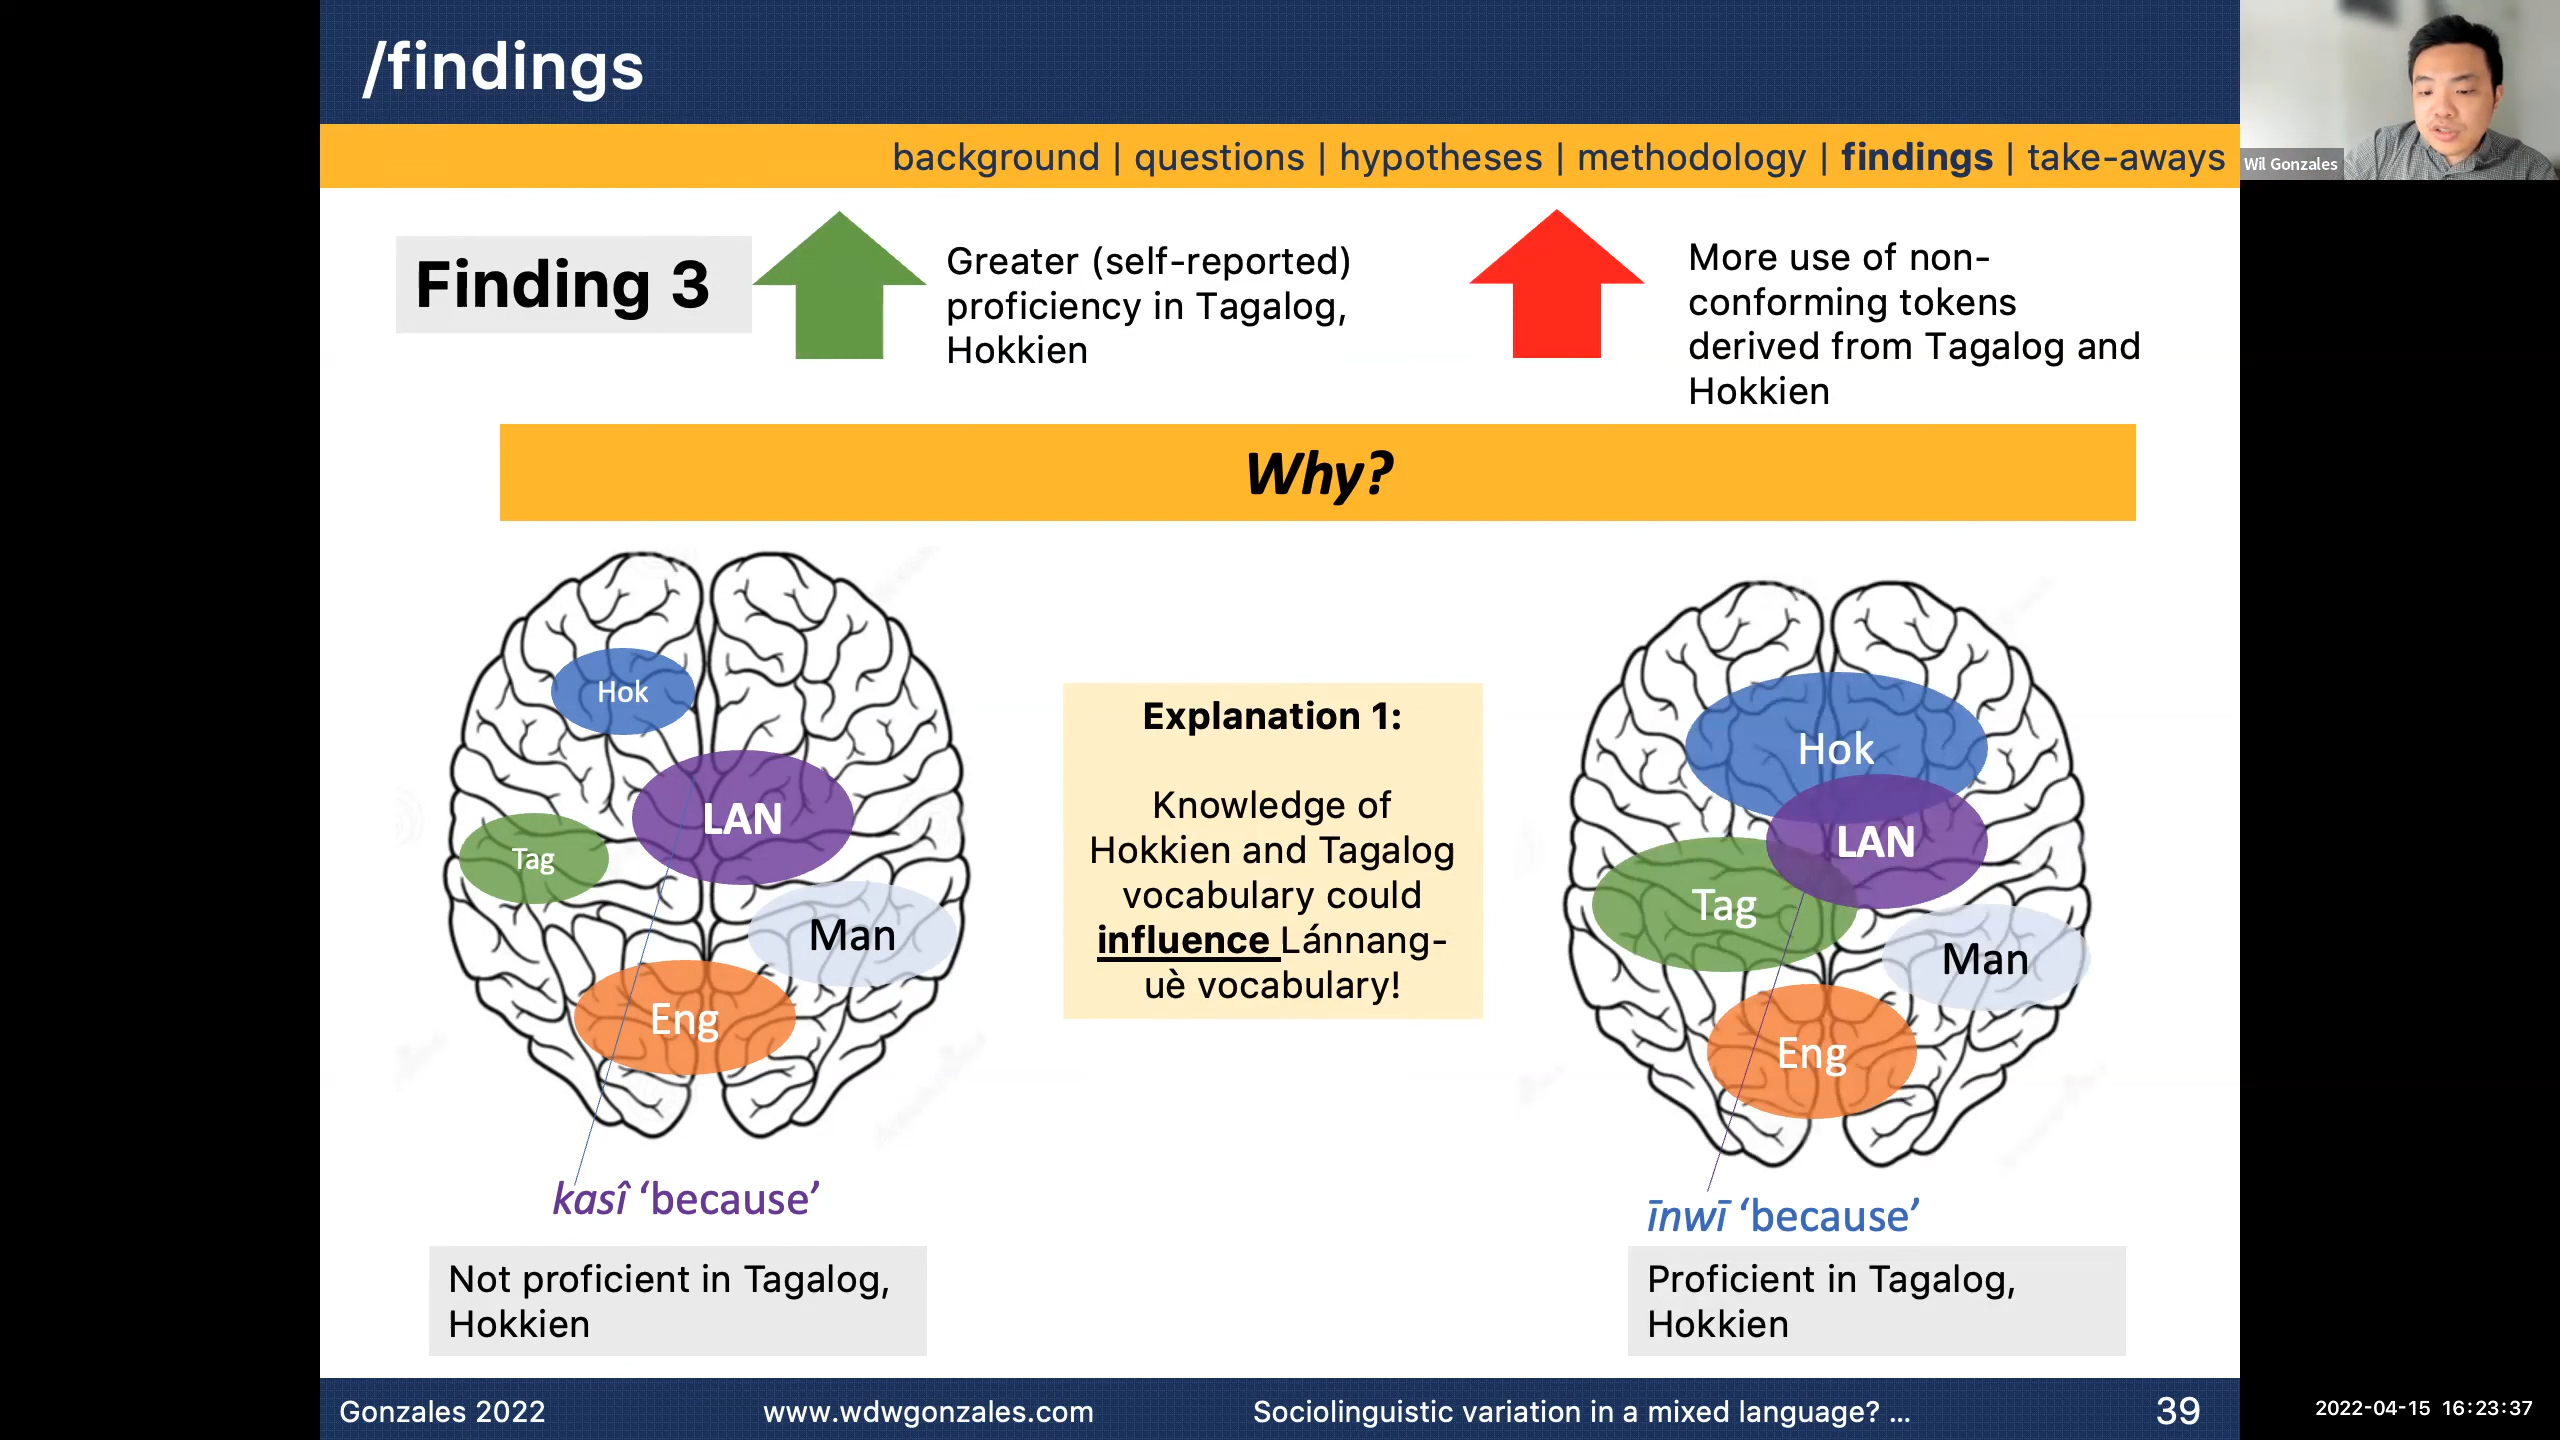 /findings
background | questions | hypotheses | methodology | findings | take-aways
Wil Gonzales
Finding 3
Greater (self-reported)
proficiency in Tagalog,
Hokkien
More use of non-
conforming tokens
derived from Tagalog and
Hokkien
Why?
Hok
LAN
Tag
Man
Eng
kasî ‘because’
Not proficient in Tagalog,
Hokkien
Explanation 1:
Knowledge of
Hokkien and Tagalog
vocabulary could
influence Lánnang-
uè vocabulary!
Hok
LAN
Tag
Man
Eng
īnwī ‘because’
Proficient in Tagalog,
Hokkien
Gonzales 2022
www.wdwgonzales.com
Sociolinguistic variation in a mixed language? ...
39
2022-04-15 16:23:37